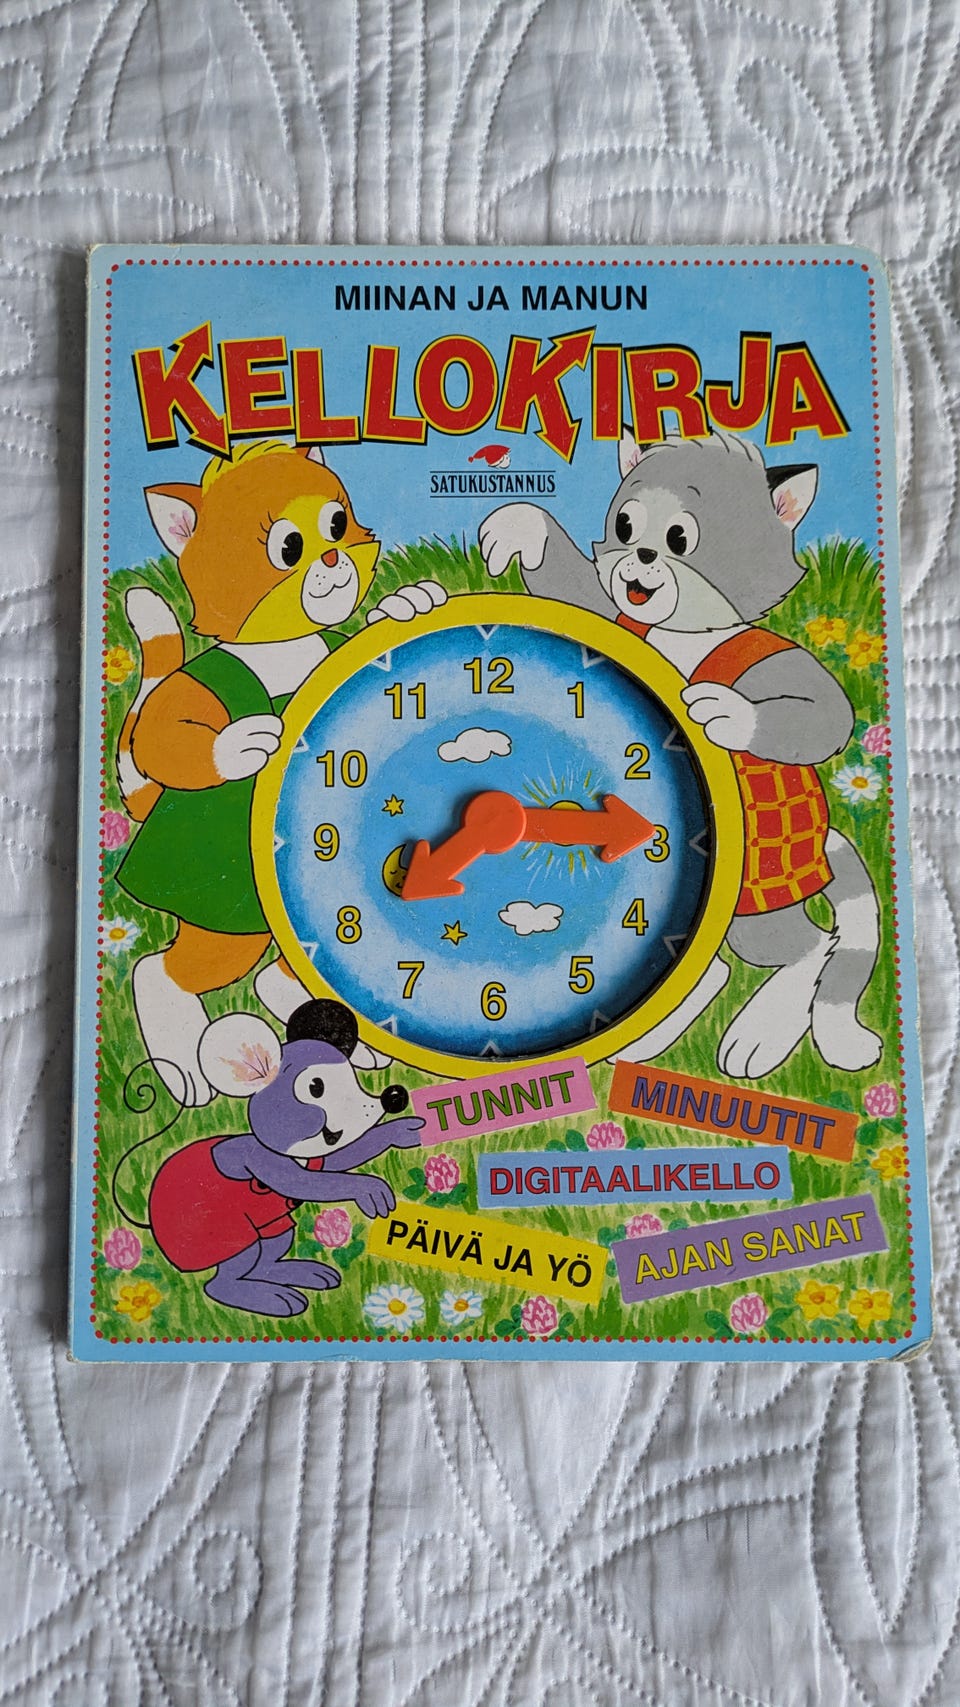 MIINAN JA MANUN
KELLOKIRJA
SATUKUSTANNUS
12
11
1
10
2
9
3
8
4
7
5
6
TUNNIT
MINUUTIT
DIGITAALIKELLO
PÄIVÄ JA YÖ
AJAN SANAT